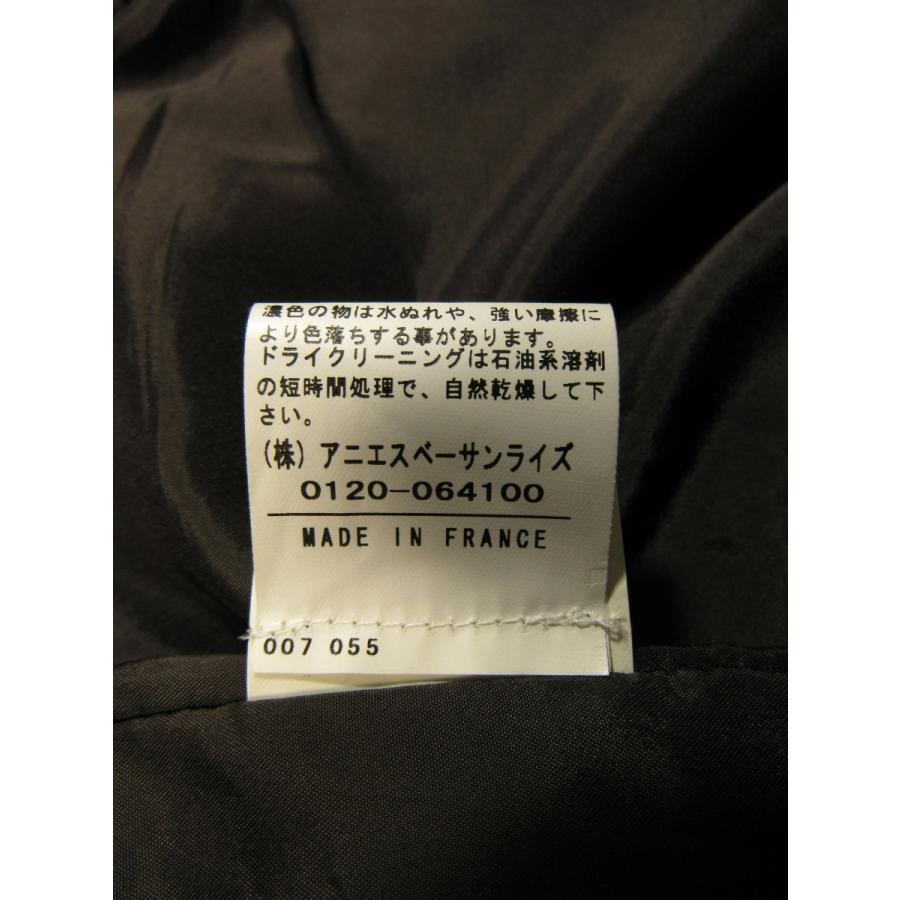 濃色の物は水ぬれや、強い摩擦に
より色落ちする事があります。
ドライクリーニングは石油系溶剤
の短時間処理で、自然乾燥して下
さい。
(株)アニエスベーサンライズ
0120-064100
MADE IN FRANCE
007 055